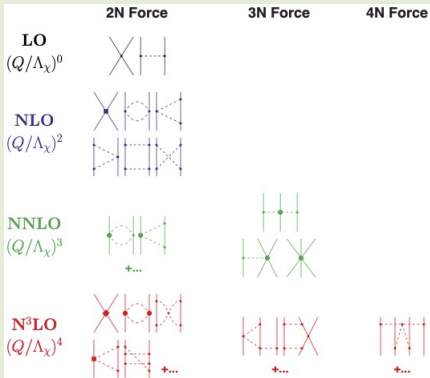 2N Force 3N Force 4N Force
LO
(Q/Λχ)⁰
NLO
(Q/Λχ)²
NNLO
(Q/Λχ)³
+...
N³LO
(Q/Λχ)⁴
+... +... +...